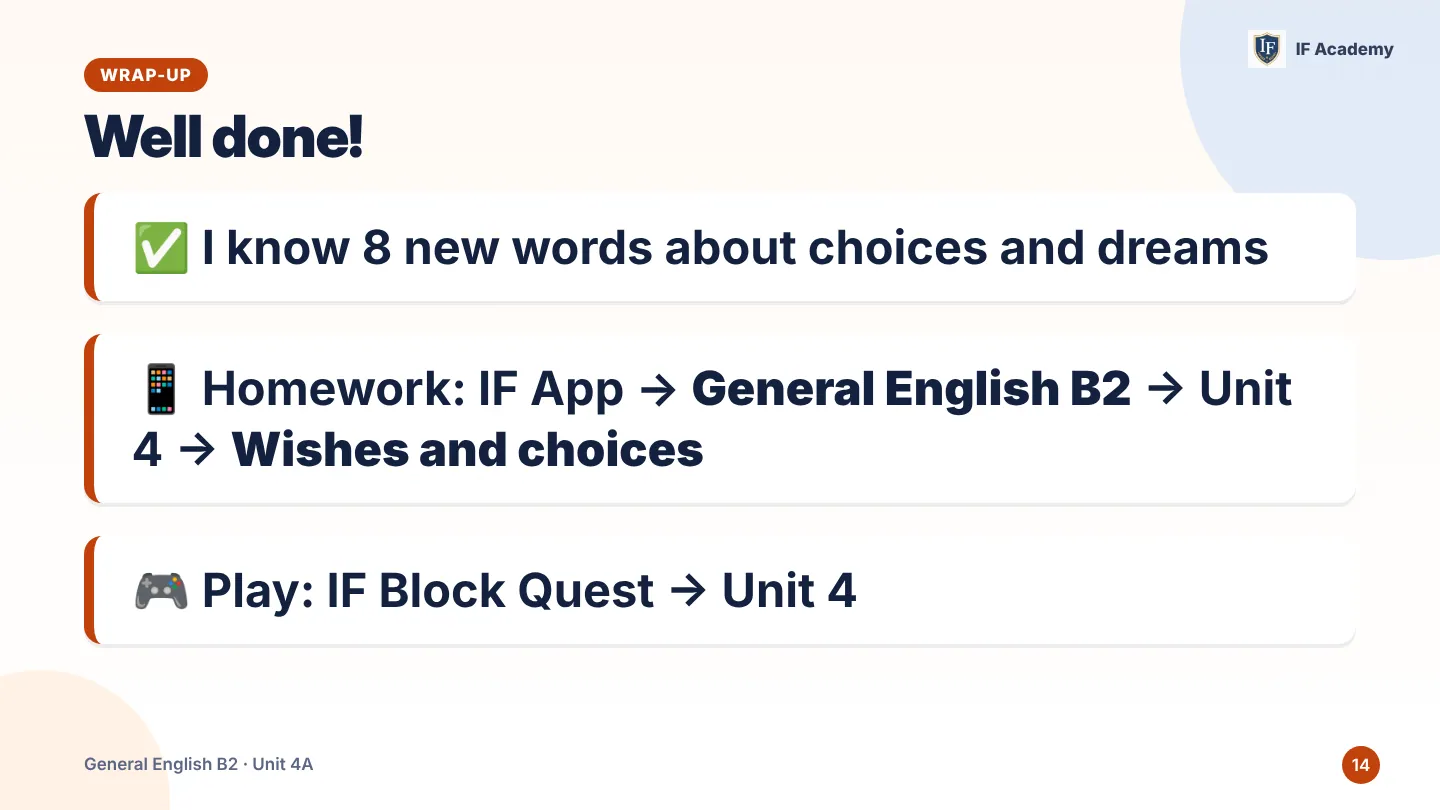 IF IF Academy
WRAP-UP
Well done!
✅ I know 8 new words about choices and dreams
📱 Homework: IF App → General English B2 → Unit
4 → Wishes and choices
🎮 Play: IF Block Quest → Unit 4
General English B2 · Unit 4A
14